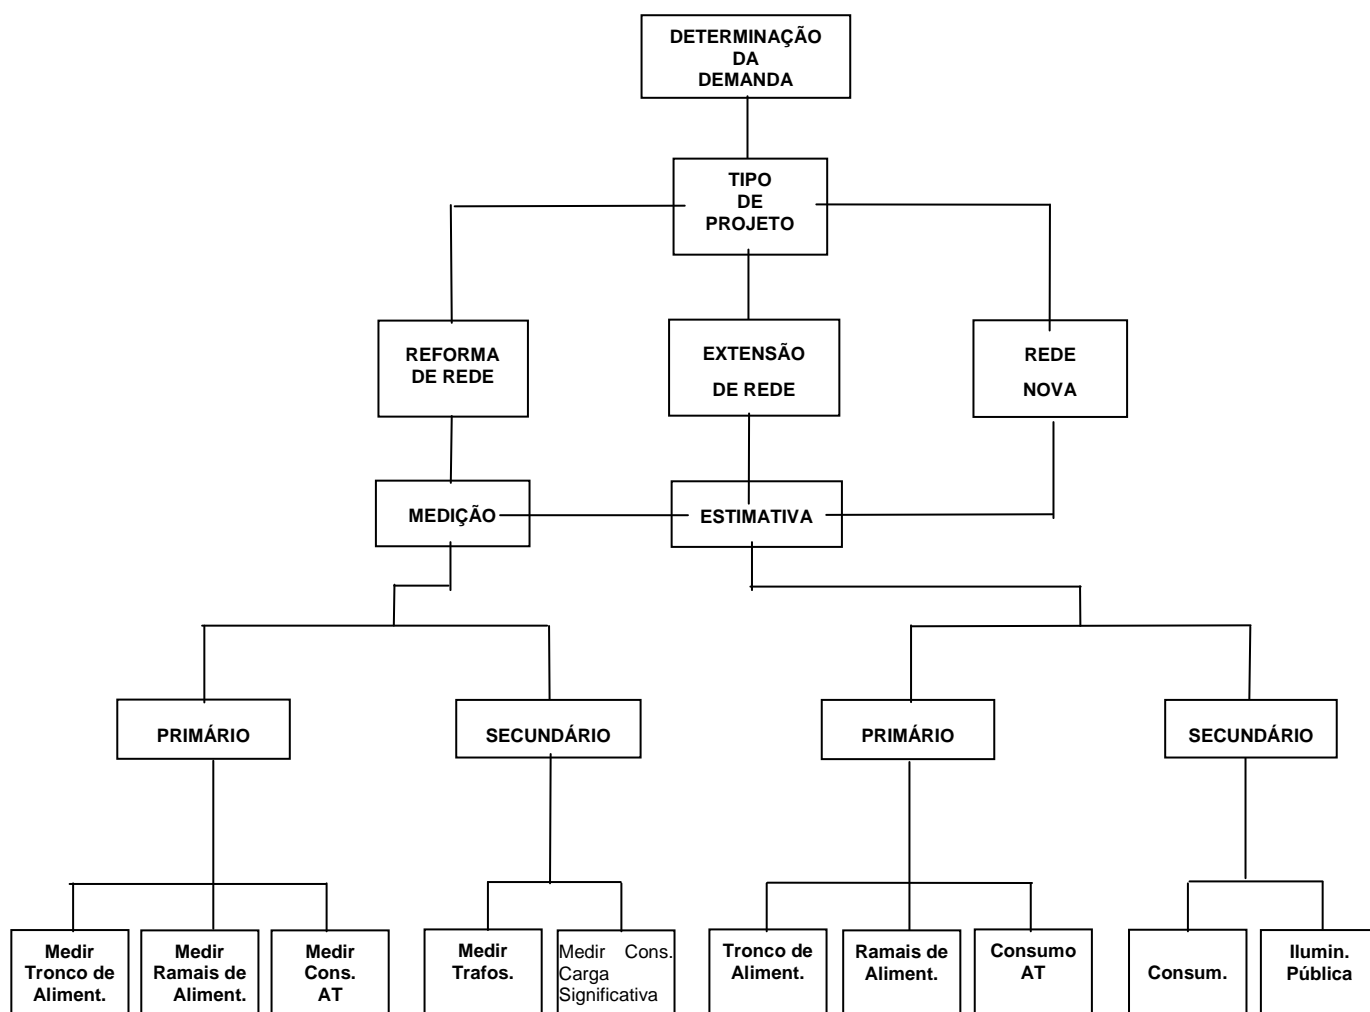 DETERMINAÇÃO
DA
DEMANDA
TIPO
DE
PROJETO
REFORMA
DE REDE
EXTENSÃO
DE REDE
REDE
NOVA
MEDIÇÃO
ESTIMATIVA
PRIMÁRIO
SECUNDÁRIO
PRIMÁRIO
SECUNDÁRIO
Medir
Tronco de
Aliment.
Medir
Ramais de
Aliment.
Medir
Cons.
AT
Medir
Trafos.
Medir Cons.
Carga
Significativa
Tronco de
Aliment.
Ramais de
Aliment.
Consumo
AT
Consum.
Ilumin.
Pública